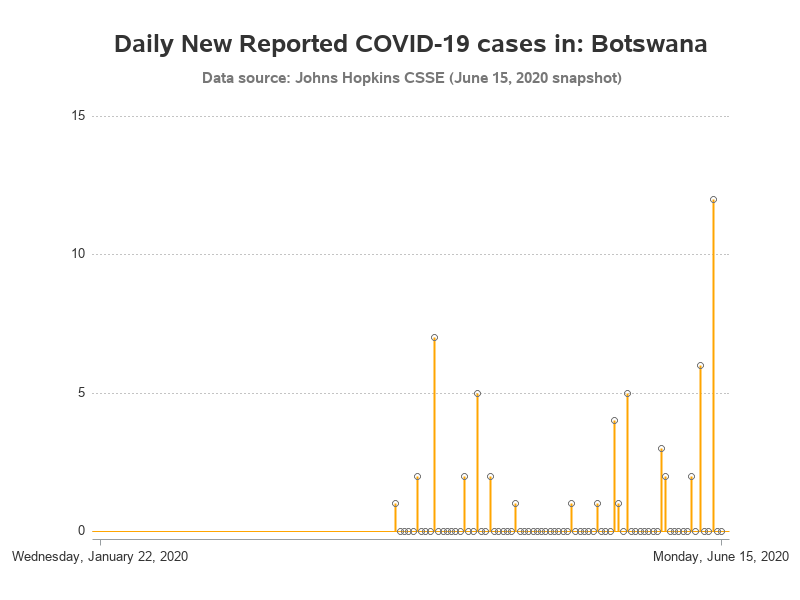 Daily New Reported COVID-19 cases in: Botswana
Data source: Johns Hopkins CSSE (June 15, 2020 snapshot)
15
10
5
0
Wednesday, January 22, 2020 Monday, June 15, 2020